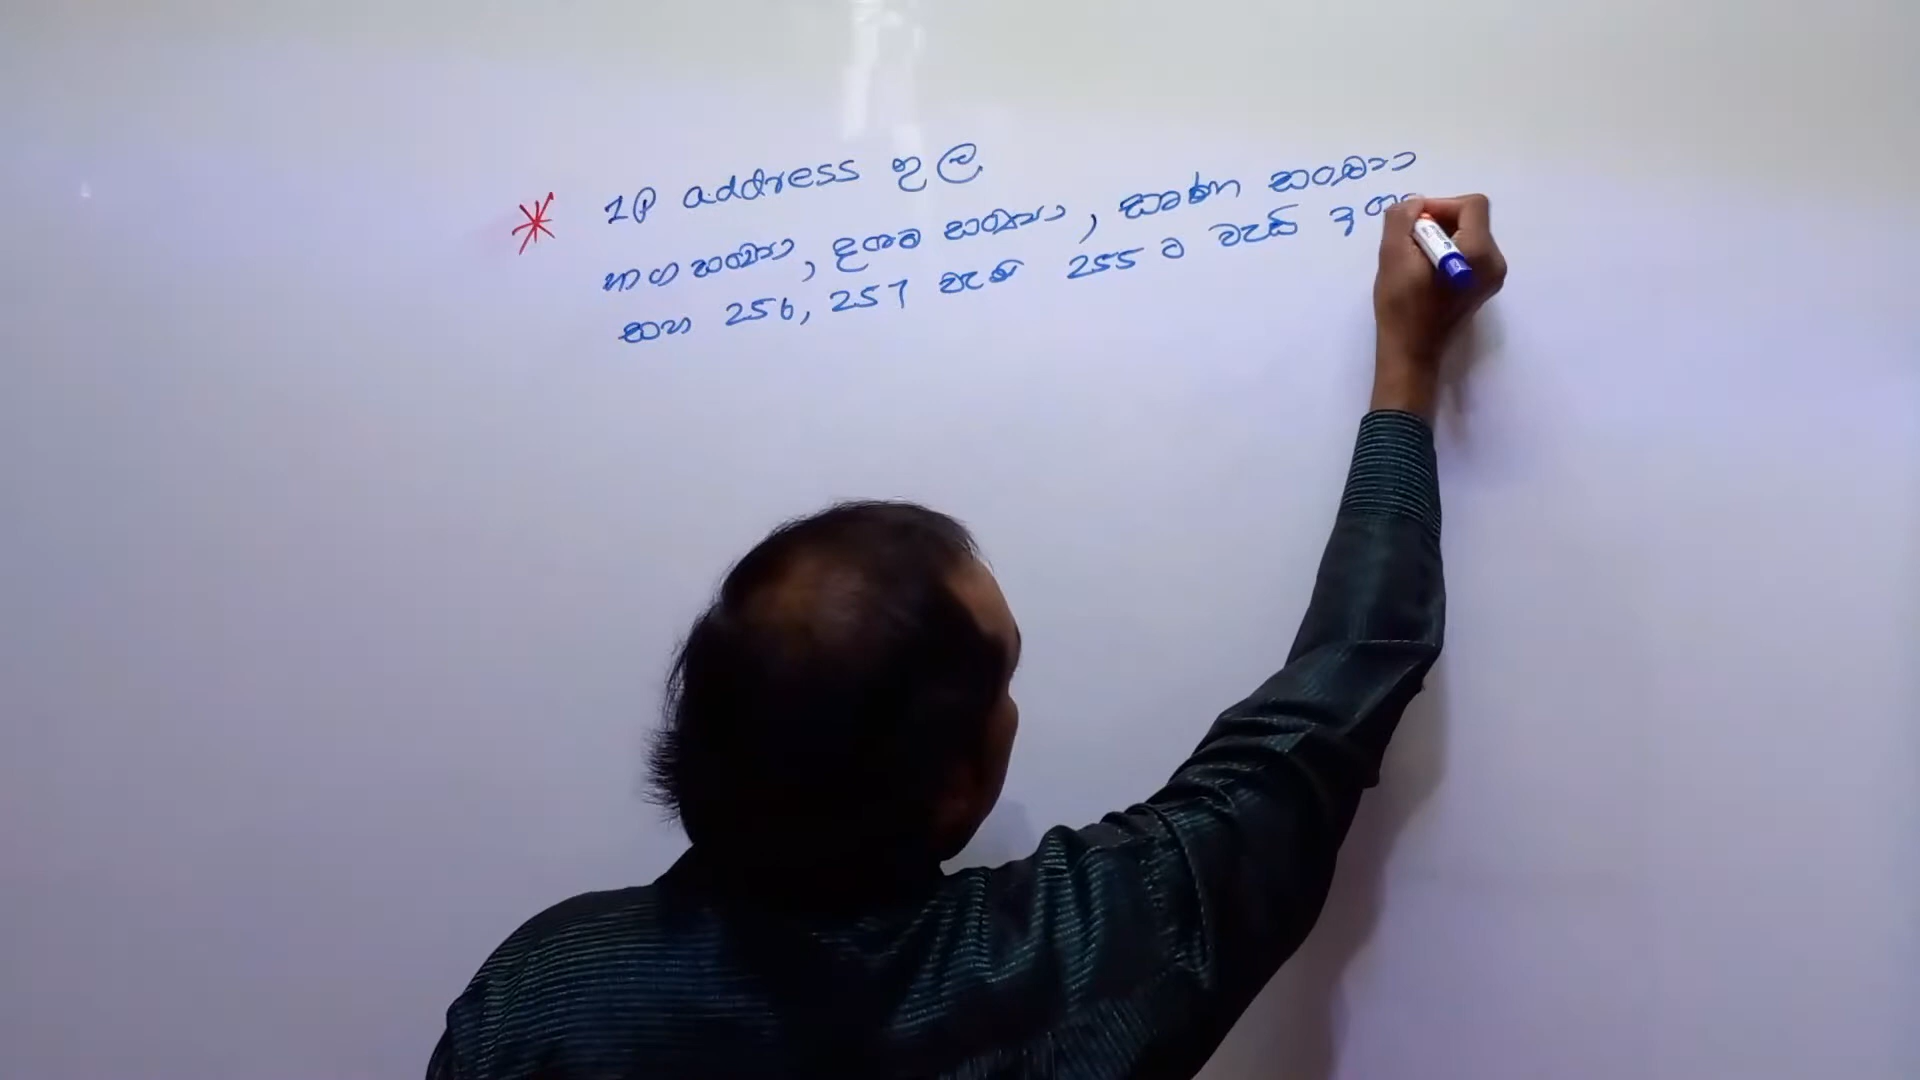 IP address තුල
භාග සංඛ්‍යා, දශම සංඛ්‍යා, ඍණ සංඛ්‍යා
සහ 256, 257 වැනි 255 ට වැඩි